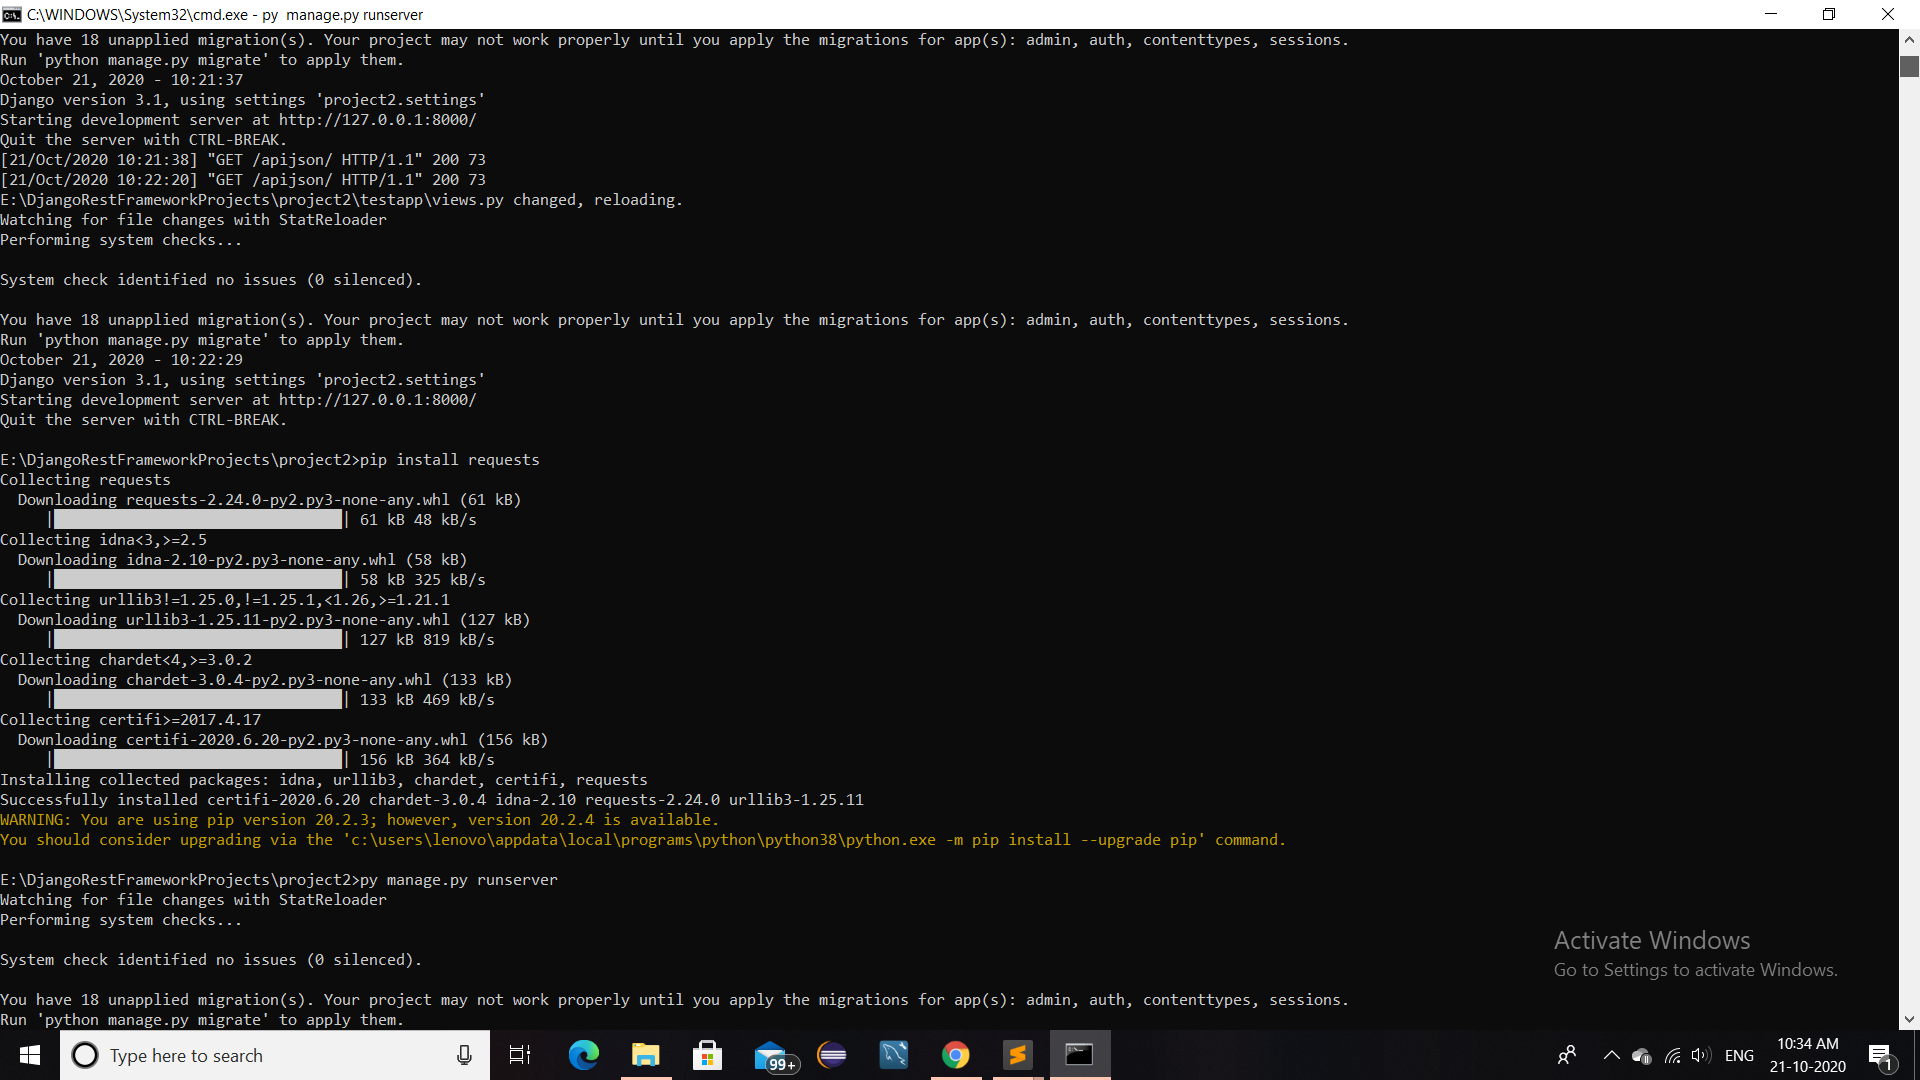 C:\WINDOWS\System32\cmd.exe - py  manage.py runserver
You have 18 unapplied migration(s). Your project may not work properly until you apply the migrations for app(s): admin, auth, contenttypes, sessions.
Run 'python manage.py migrate' to apply them.
October 21, 2020 - 10:21:37
Django version 3.1, using settings 'project2.settings'
Starting development server at http://127.0.0.1:8000/
Quit the server with CTRL-BREAK.
[21/Oct/2020 10:21:38] "GET /apijson/ HTTP/1.1" 200 73
[21/Oct/2020 10:22:20] "GET /apijson/ HTTP/1.1" 200 73
E:\DjangoRestFrameworkProjects\project2\testapp\views.py changed, reloading.
Watching for file changes with StatReloader
Performing system checks...
System check identified no issues (0 silenced).
You have 18 unapplied migration(s). Your project may not work properly until you apply the migrations for app(s): admin, auth, contenttypes, sessions.
Run 'python manage.py migrate' to apply them.
October 21, 2020 - 10:22:29
Django version 3.1, using settings 'project2.settings'
Starting development server at http://127.0.0.1:8000/
Quit the server with CTRL-BREAK.
E:\DjangoRestFrameworkProjects\project2>pip install requests
Collecting requests
  Downloading requests-2.24.0-py2.py3-none-any.whl (61 kB)
     |████████████████████████████████| 61 kB 48 kB/s
Collecting idna<3,>=2.5
  Downloading idna-2.10-py2.py3-none-any.whl (58 kB)
     |████████████████████████████████| 58 kB 325 kB/s
Collecting urllib3!=1.25.0,!=1.25.1,<1.26,>=1.21.1
  Downloading urllib3-1.25.11-py2.py3-none-any.whl (127 kB)
     |████████████████████████████████| 127 kB 819 kB/s
Collecting chardet<4,>=3.0.2
  Downloading chardet-3.0.4-py2.py3-none-any.whl (133 kB)
     |████████████████████████████████| 133 kB 469 kB/s
Collecting certifi>=2017.4.17
  Downloading certifi-2020.6.20-py2.py3-none-any.whl (156 kB)
     |████████████████████████████████| 156 kB 364 kB/s
Installing collected packages: idna, urllib3, chardet, certifi, requests
Successfully installed certifi-2020.6.20 chardet-3.0.4 idna-2.10 requests-2.24.0 urllib3-1.25.11
WARNING: You are using pip version 20.2.3; however, version 20.2.4 is available.
You should consider upgrading via the 'c:\users\lenovo\appdata\local\programs\python\python38\python.exe -m pip install --upgrade pip' command.
E:\DjangoRestFrameworkProjects\project2>py manage.py runserver
Watching for file changes with StatReloader
Performing system checks...
System check identified no issues (0 silenced).
You have 18 unapplied migration(s). Your project may not work properly until you apply the migrations for app(s): admin, auth, contenttypes, sessions.
Run 'python manage.py migrate' to apply them.
Activate Windows
Go to Settings to activate Windows.
Type here to search
99+
ENG
10:34 AM
21-10-2020
1